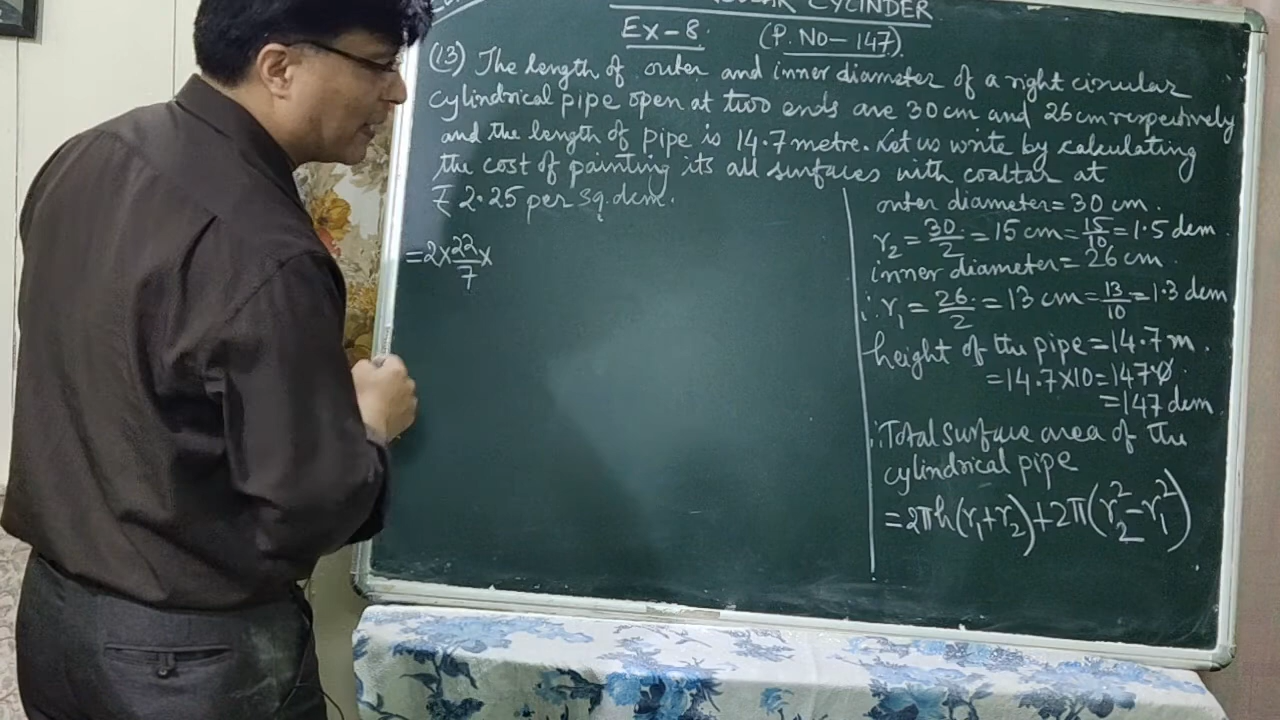 CYLINDER
Ex-8. (P. NO-147).
(13) The length of outer and inner diameter of a right circular
cylindrical pipe open at two ends are 30cm and 26cm respectively
and the length of pipe is 14.7 metre. Let us write by calculating
the cost of painting its all surfaces with coaltar at
₹ 2.25 per sq. dcm.
=2×22/7×
outer diameter = 30 cm.
r₂ = 30/2 = 15 cm = 15/10 = 1.5 dcm
inner diameter = 26 cm.
∴ r₁ = 26/2 = 13 cm = 13/10 = 1.3 dcm
height of the pipe = 14.7 m.
= 14.7×10 = 1470
= 147 dcm
∴ Total surface area of the
cylindrical pipe
= 2πh(r₁+r₂)+2π(r₂²-r₁²)